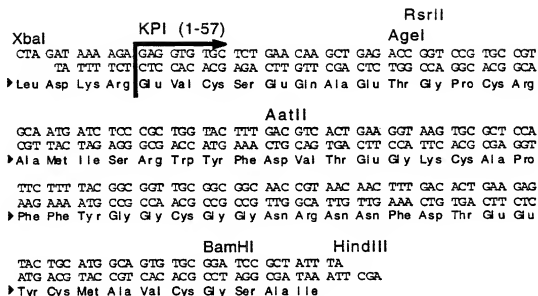 RsrII
XbaI KPI (1-57) AgeI
CTA GAT AAA AGA GAG GTG TGC TCT GAA CAA GCT GAG ACC GGT CCG TGC CGT
TA TTT TCT CTC CAC ACG AGA CTT GTT CGA CTC TGG CCA GGC ACG GCA
▶Leu Asp Lys Arg Glu Val Cys Ser Glu Gln Ala Glu Thr Gly Pro Cys Arg
AatII
GCA ATG ATC TCC CGC TGG TAC TTT GAC GTC ACT GAA GGT AAG TGC GCT CCA
CGT TAC TAG AGG GCG ACC ATG AAA CTG CAG TGA CTT CCA TTC ACG CGA GGT
▶Ala Met Ile Ser Arg Trp Tyr Phe Asp Val Thr Glu Gly Lys Cys Ala Pro
TTC TTT TAC GGC GGT TGC GGC GGC AAC CGT AAC AAC TTT GAC ACT GAA GAG
AAG AAA ATG CCG CCA ACG CCG CCG TTG GCA TTG TTG AAA CTG TGA CTT CTC
▶Phe Phe Tyr Gly Gly Cys Gly Gly Asn Arg Asn Asn Phe Asp Thr Glu Glu
BamHI HindIII
TAC TGC ATG GCA GTG TGC GGA TCC GCT ATT TA
ATG ACG TAC CGT CAC ACG CCT AGG CGA TAA ATT CGA
▶Tyr Cys Met Ala Val Cys Gly Ser Ala Ile